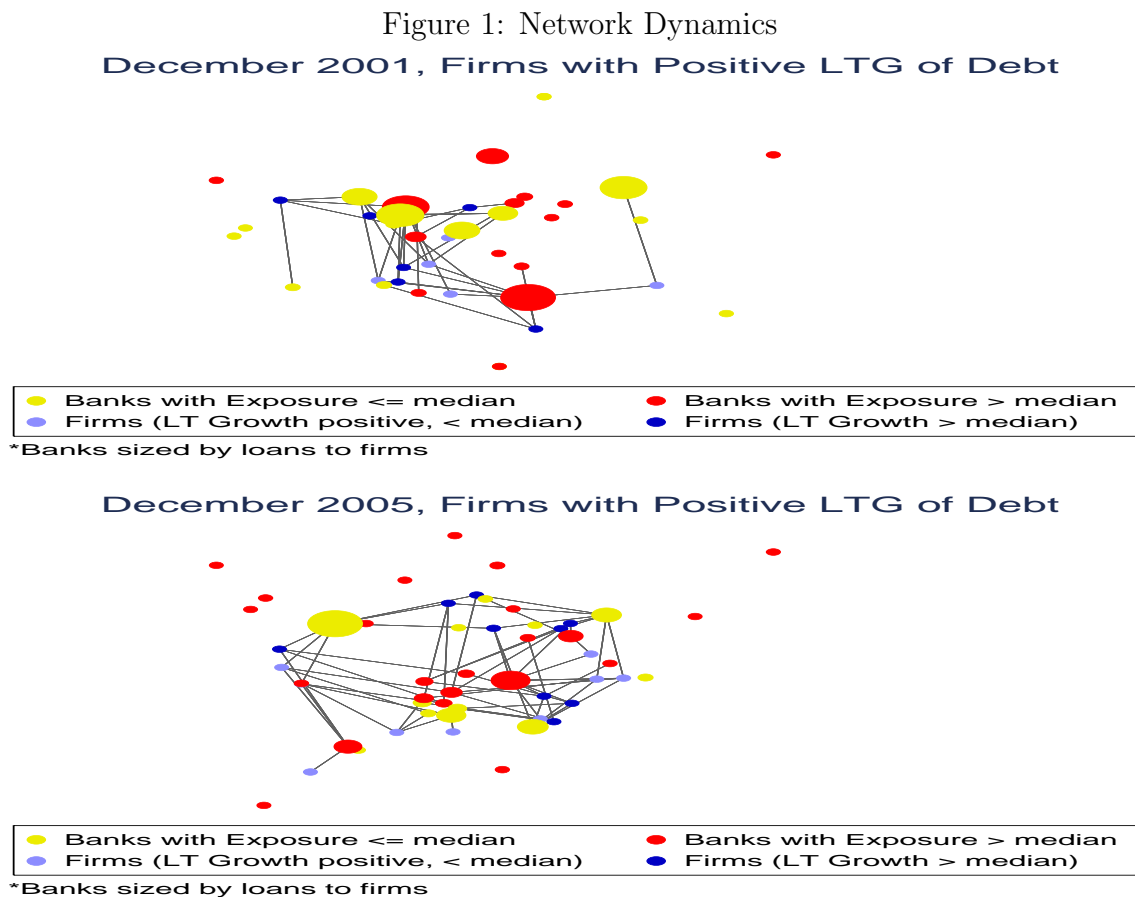 Figure 1: Network Dynamics
December 2001, Firms with Positive LTG of Debt
Banks with Exposure <= median
Banks with Exposure > median
Firms (LT Growth positive, < median)
Firms (LT Growth > median)
*Banks sized by loans to firms
December 2005, Firms with Positive LTG of Debt
Banks with Exposure <= median
Banks with Exposure > median
Firms (LT Growth positive, < median)
Firms (LT Growth > median)
*Banks sized by loans to firms